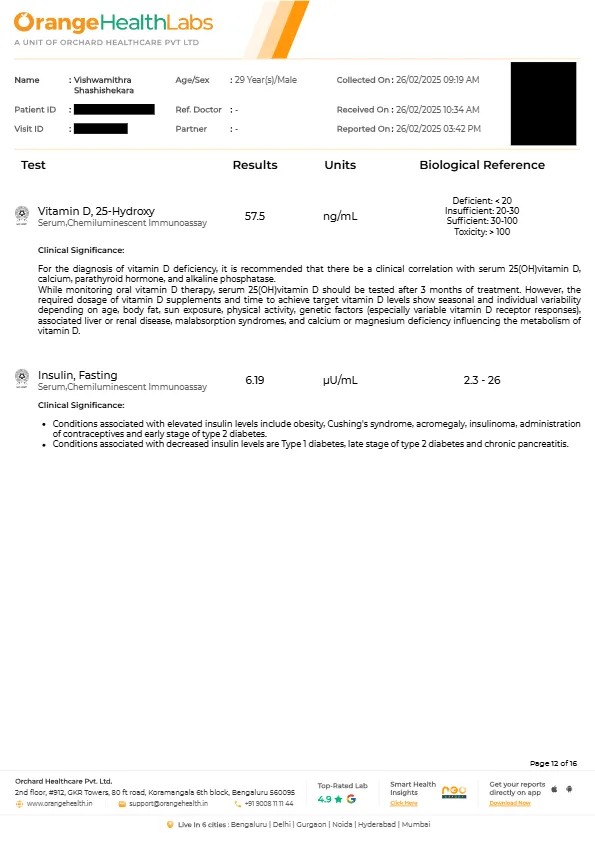 OrangeHealthLabs
A UNIT OF ORCHARD HEALTHCARE PVT LTD
Name : Vishwamithra Shashishekara
Age/Sex : 29 Year(s)/Male
Collected On : 26/02/2025 09:19 AM
Patient ID :
Ref. Doctor : -
Received On : 26/02/2025 10:34 AM
Visit ID :
Partner : -
Reported On : 26/02/2025 03:42 PM
Test Results Units Biological Reference
Vitamin D, 25-Hydroxy 57.5 ng/mL
Serum,Chemiluminescent Immunoassay
Deficient: < 20
Insufficient: 20-30
Sufficient: 30-100
Toxicity: > 100
Clinical Significance:
For the diagnosis of vitamin D deficiency, it is recommended that there be a clinical correlation with serum 25(OH)vitamin D,
calcium, parathyroid hormone, and alkaline phosphatase.
While monitoring oral vitamin D therapy, serum 25(OH)vitamin D should be tested after 3 months of treatment. However, the
required dosage of vitamin D supplements and time to achieve target vitamin D levels show seasonal and individual variability
depending on age, body fat, sun exposure, physical activity, genetic factors (especially variable vitamin D receptor responses),
associated liver or renal disease, malabsorption syndromes, and calcium or magnesium deficiency influencing the metabolism of
vitamin D.
Insulin, Fasting 6.19 µU/mL 2.3 - 26
Serum,Chemiluminescent Immunoassay
Clinical Significance:
• Conditions associated with elevated insulin levels include obesity, Cushing's syndrome, acromegaly, insulinoma, administration
of contraceptives and early stage of type 2 diabetes.
• Conditions associated with decreased insulin levels are Type 1 diabetes, late stage of type 2 diabetes and chronic pancreatitis.
Page 12 of 16
Orchard Healthcare Pvt. Ltd.
2nd floor, #912, GKR Towers, 80 ft road, Koramangala 6th block, Bengaluru 560095
www.orangehealth.in support@orangehealth.in +91 9008 11 11 44
Top-Rated Lab
4.9 G
Smart Health
Insights
Click Here
Get your reports
directly on app
Download Now
Live In 6 cities : Bengaluru | Delhi | Gurgaon | Noida | Hyderabad | Mumbai